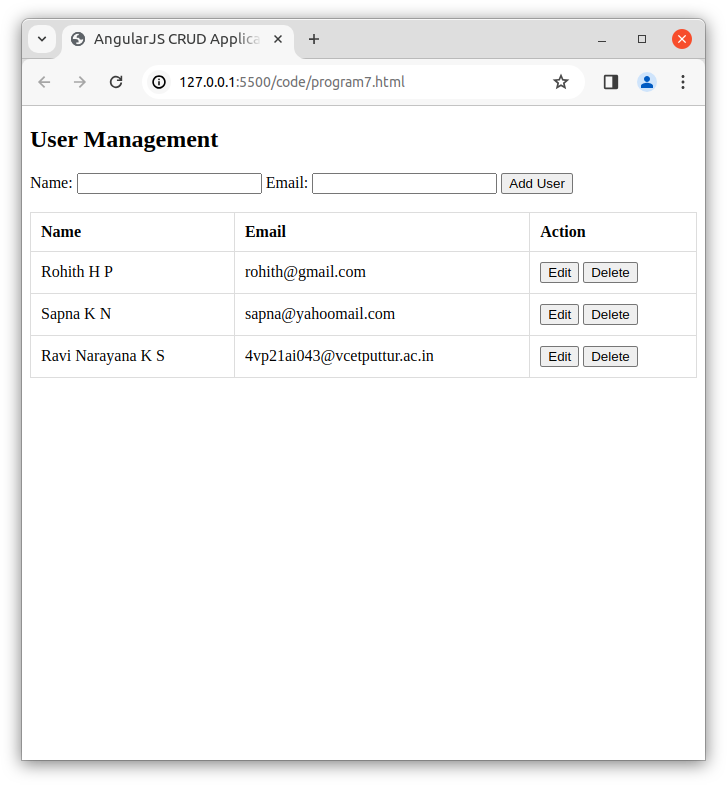 AngularJS CRUD Applica
127.0.0.1:5500/code/program7.html
User Management
Name: Email: Add User
Name Email Action
Rohith H P rohith@gmail.com Edit Delete
Sapna K N sapna@yahoomail.com Edit Delete
Ravi Narayana K S 4vp21ai043@vcetputtur.ac.in Edit Delete